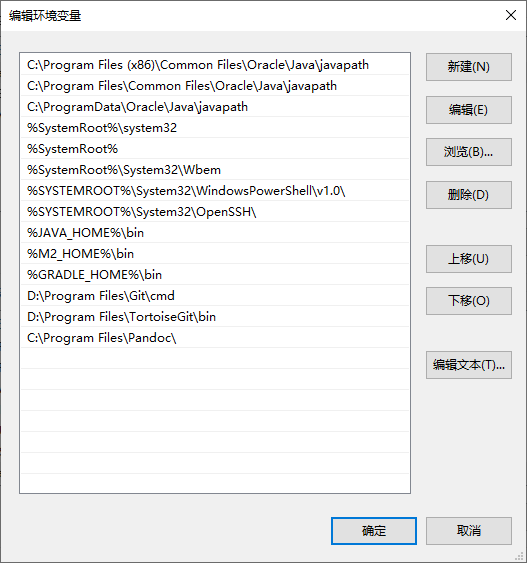 编辑环境变量
C:\Program Files (x86)\Common Files\Oracle\Java\javapath
C:\Program Files\Common Files\Oracle\Java\javapath
C:\ProgramData\Oracle\Java\javapath
%SystemRoot%\system32
%SystemRoot%
%SystemRoot%\System32\Wbem
%SYSTEMROOT%\System32\WindowsPowerShell\v1.0\
%SYSTEMROOT%\System32\OpenSSH\
%JAVA_HOME%\bin
%M2_HOME%\bin
%GRADLE_HOME%\bin
D:\Program Files\Git\cmd
D:\Program Files\TortoiseGit\bin
C:\Program Files\Pandoc\
新建(N)
编辑(E)
浏览(B)...
删除(D)
上移(U)
下移(O)
编辑文本(T)...
确定
取消